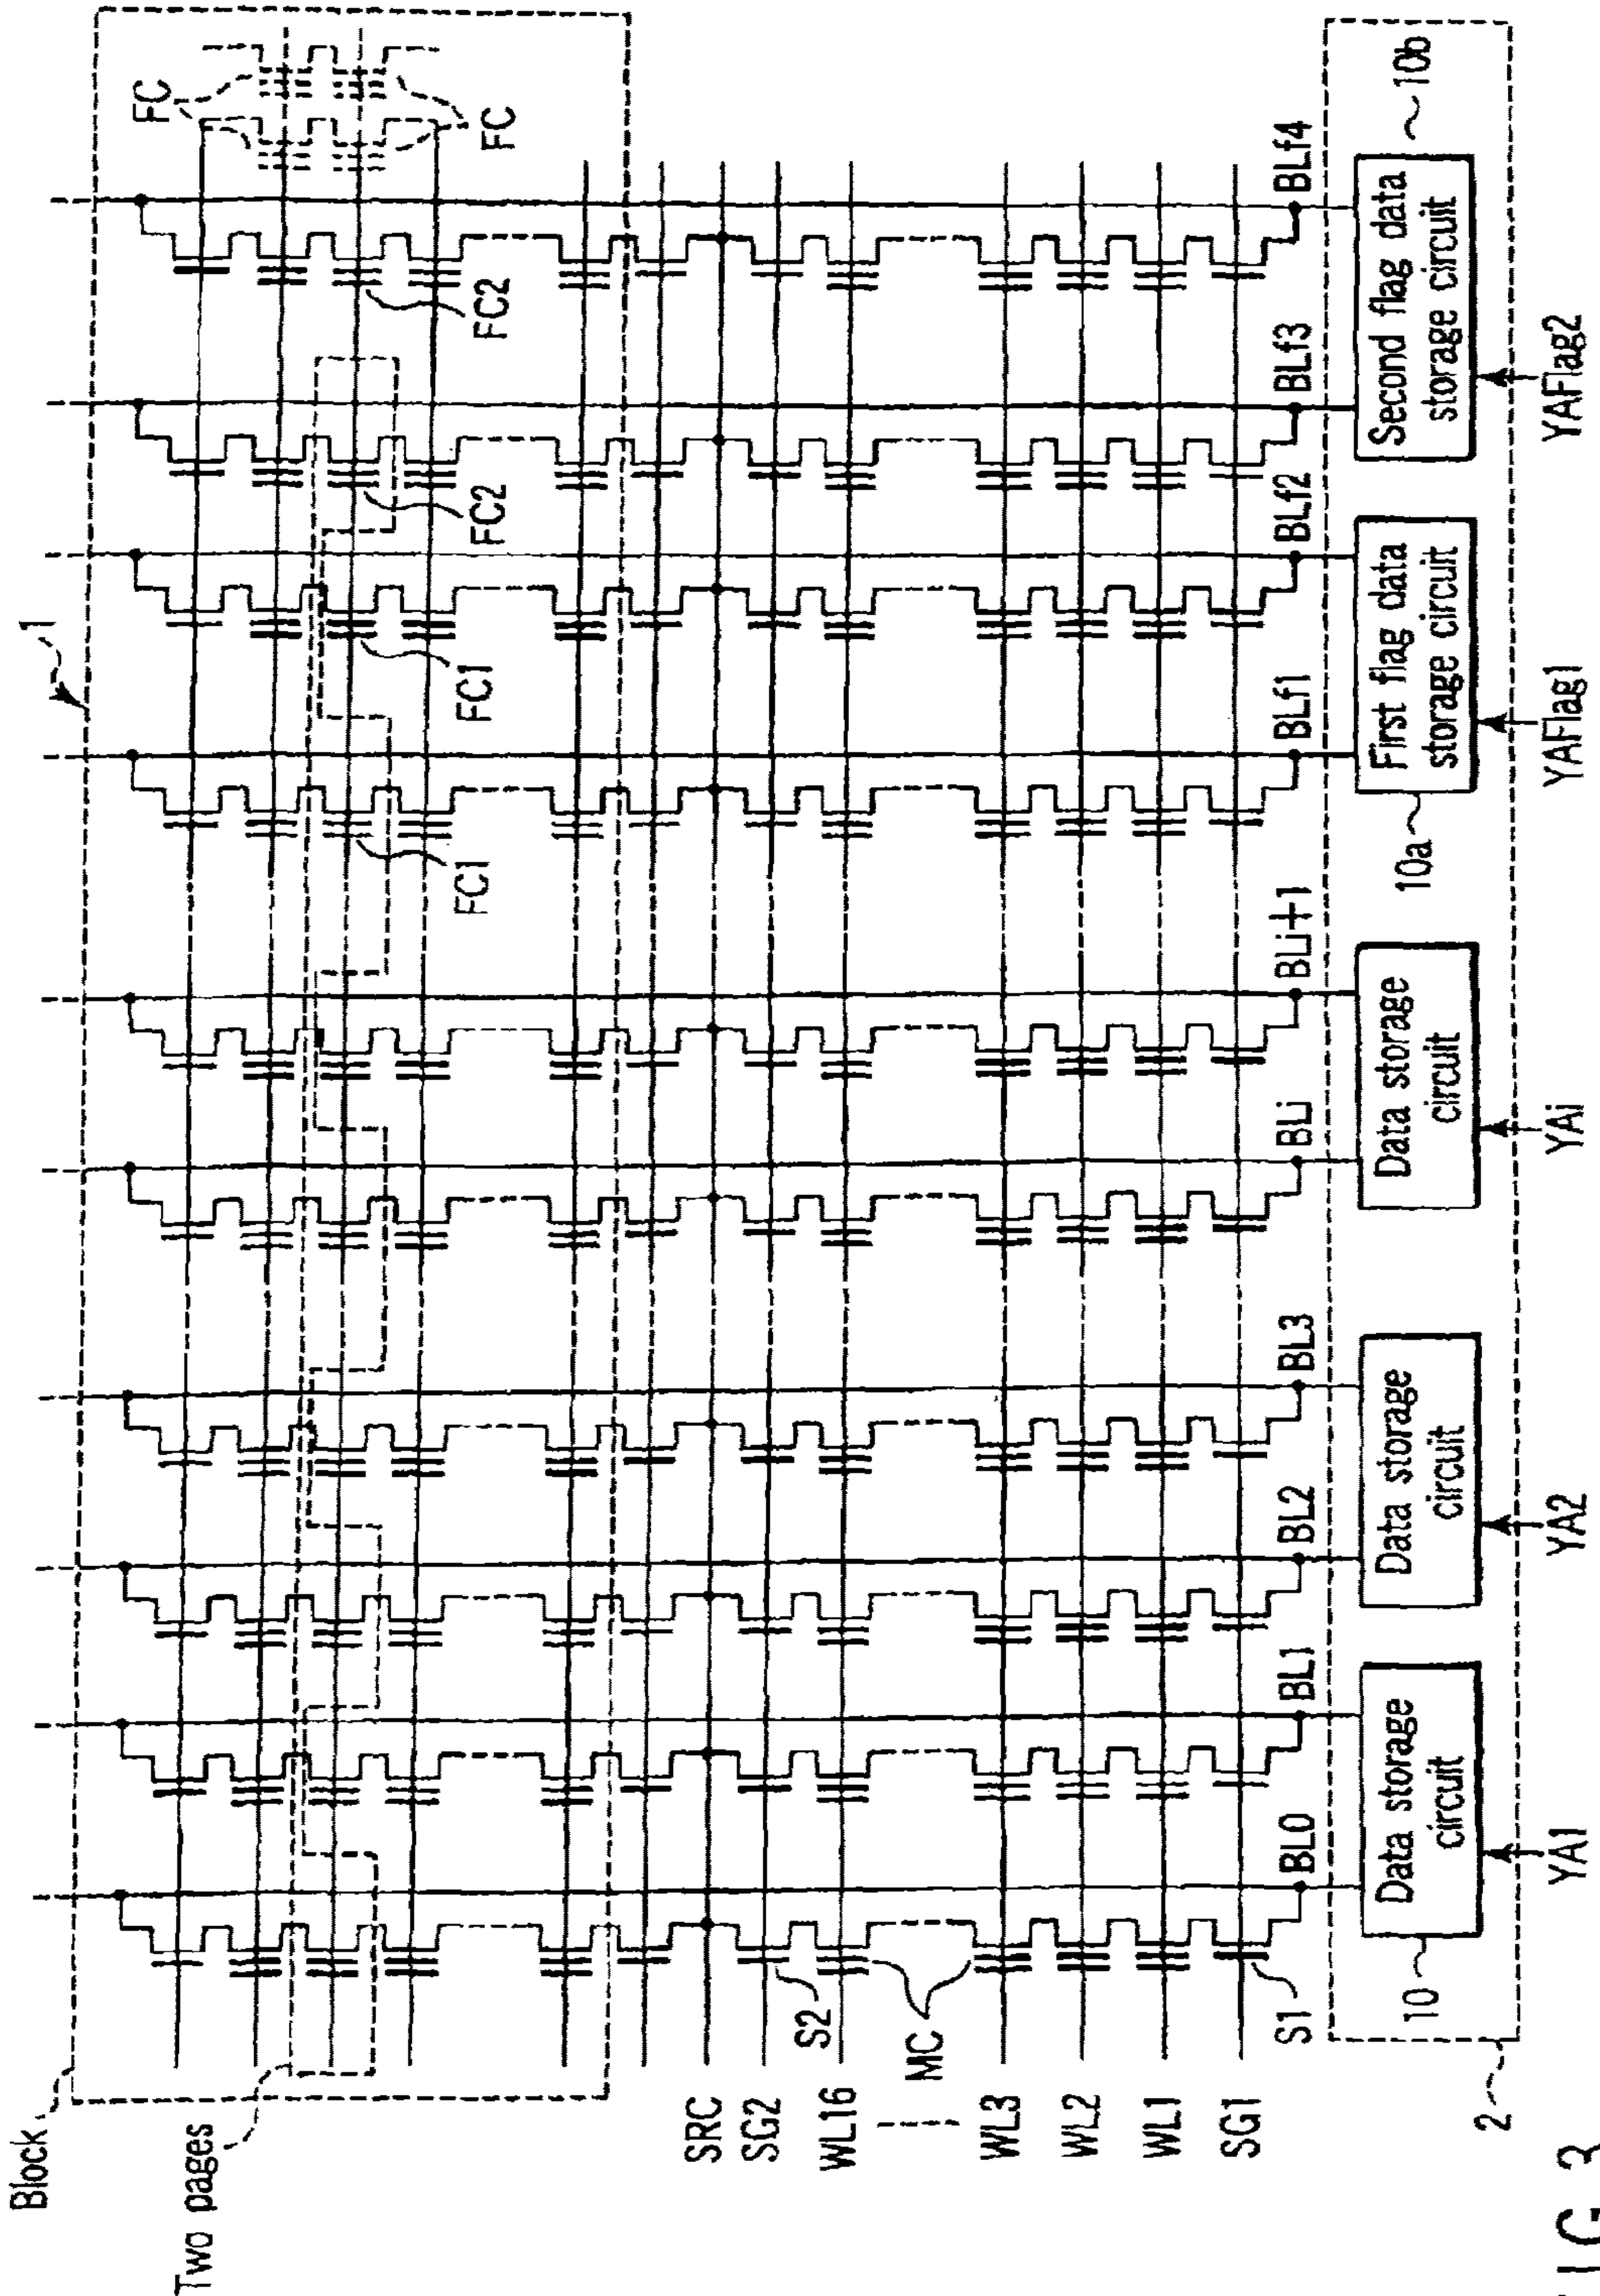 Block
Two pages
1
FC
FC
FC1
FC1
FC2
FC2
SRC
SG2
S2
WL16
MC
WL3
WL2
WL1
SG1
S1
BL0
BL1
BL2
BL3
BLi
BLi+1
BLf1
BLf2
BLf3
BLf4
2
10
Data storage
circuit
Data storage
circuit
Data storage
circuit
10a
First flag data
storage circuit
Second flag data
storage circuit
10b
YA1
YA2
YAi
YAFlag1
YAFlag2
IG. 3